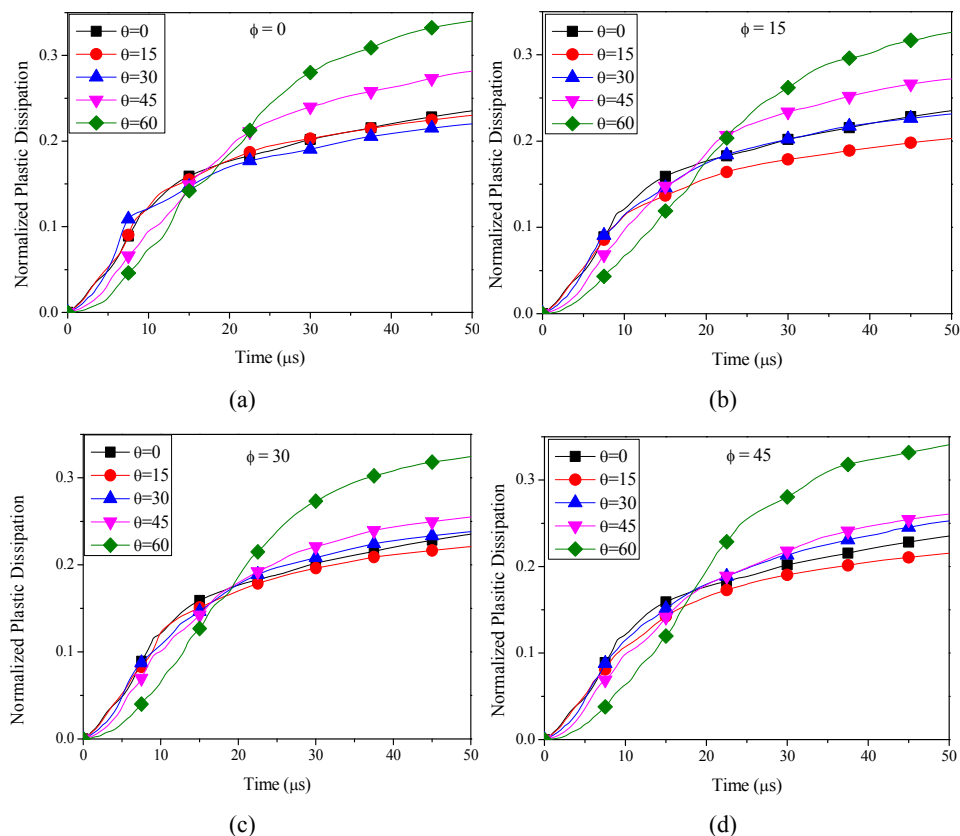 Normalized Plastic Dissipation
0.3
0.2
0.1
0.0
θ=0
θ=15
θ=30
θ=45
θ=60
ϕ = 0
0 10 20 30 40 50
Time (μs)
(a)
Normalized Plastic Dissipation
0.3
0.2
0.1
0.0
θ=0
θ=15
θ=30
θ=45
θ=60
ϕ = 15
0 10 20 30 40 50
Time (μs)
(b)
Normalized Plastic Dissipation
0.3
0.2
0.1
0.0
θ=0
θ=15
θ=30
θ=45
θ=60
ϕ = 30
0 10 20 30 40 50
Time (μs)
(c)
Normalized Plastic Dissipation
0.3
0.2
0.1
0.0
θ=0
θ=15
θ=30
θ=45
θ=60
ϕ = 45
0 10 20 30 40 50
Time (μs)
(d)